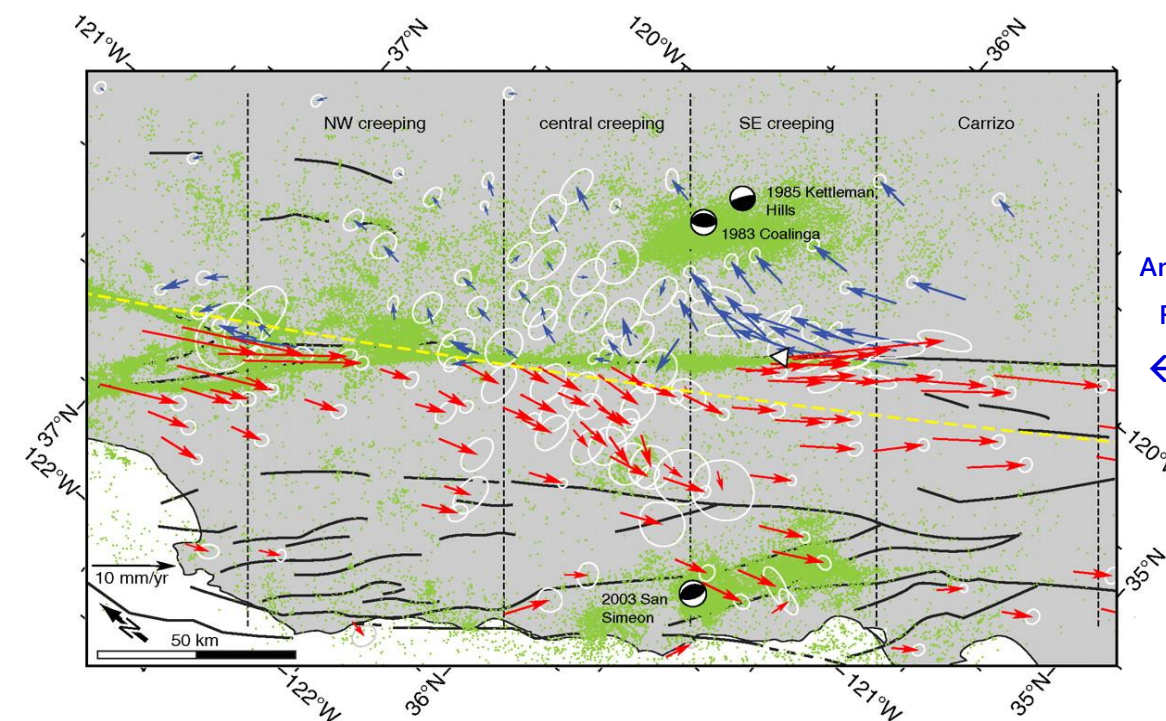 121°W
37°N
120°W
36°N
NW creeping
central creeping
SE creeping
Carrizo
1985 Kettleman
Hills
1983 Coalinga
37°N
122°W
10 mm/yr
N
50 km
2003 San
Simeon
35°N
122°W
36°N
121°W
35°N